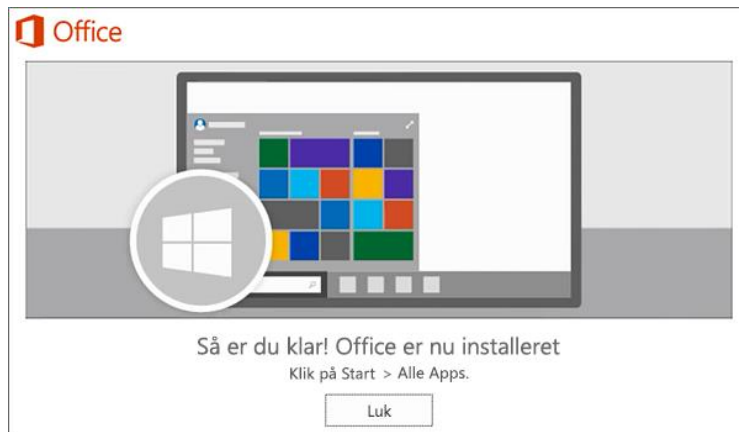 Office
Så er du klar! Office er nu installeret
Klik på Start > Alle Apps.
Luk